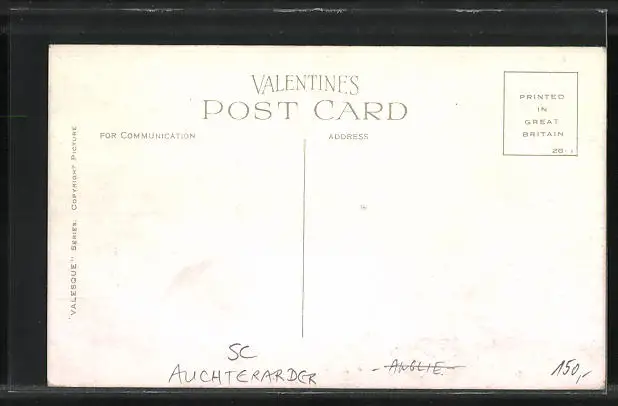 VALENTINE'S
POST CARD
FOR COMMUNICATION
ADDRESS
PRINTED
IN
GREAT
BRITAIN
"VALESQUE" SERIES. COPYRIGHT PICTURE
SC
AUCHTERARDER
- ANGLIE -
150,-